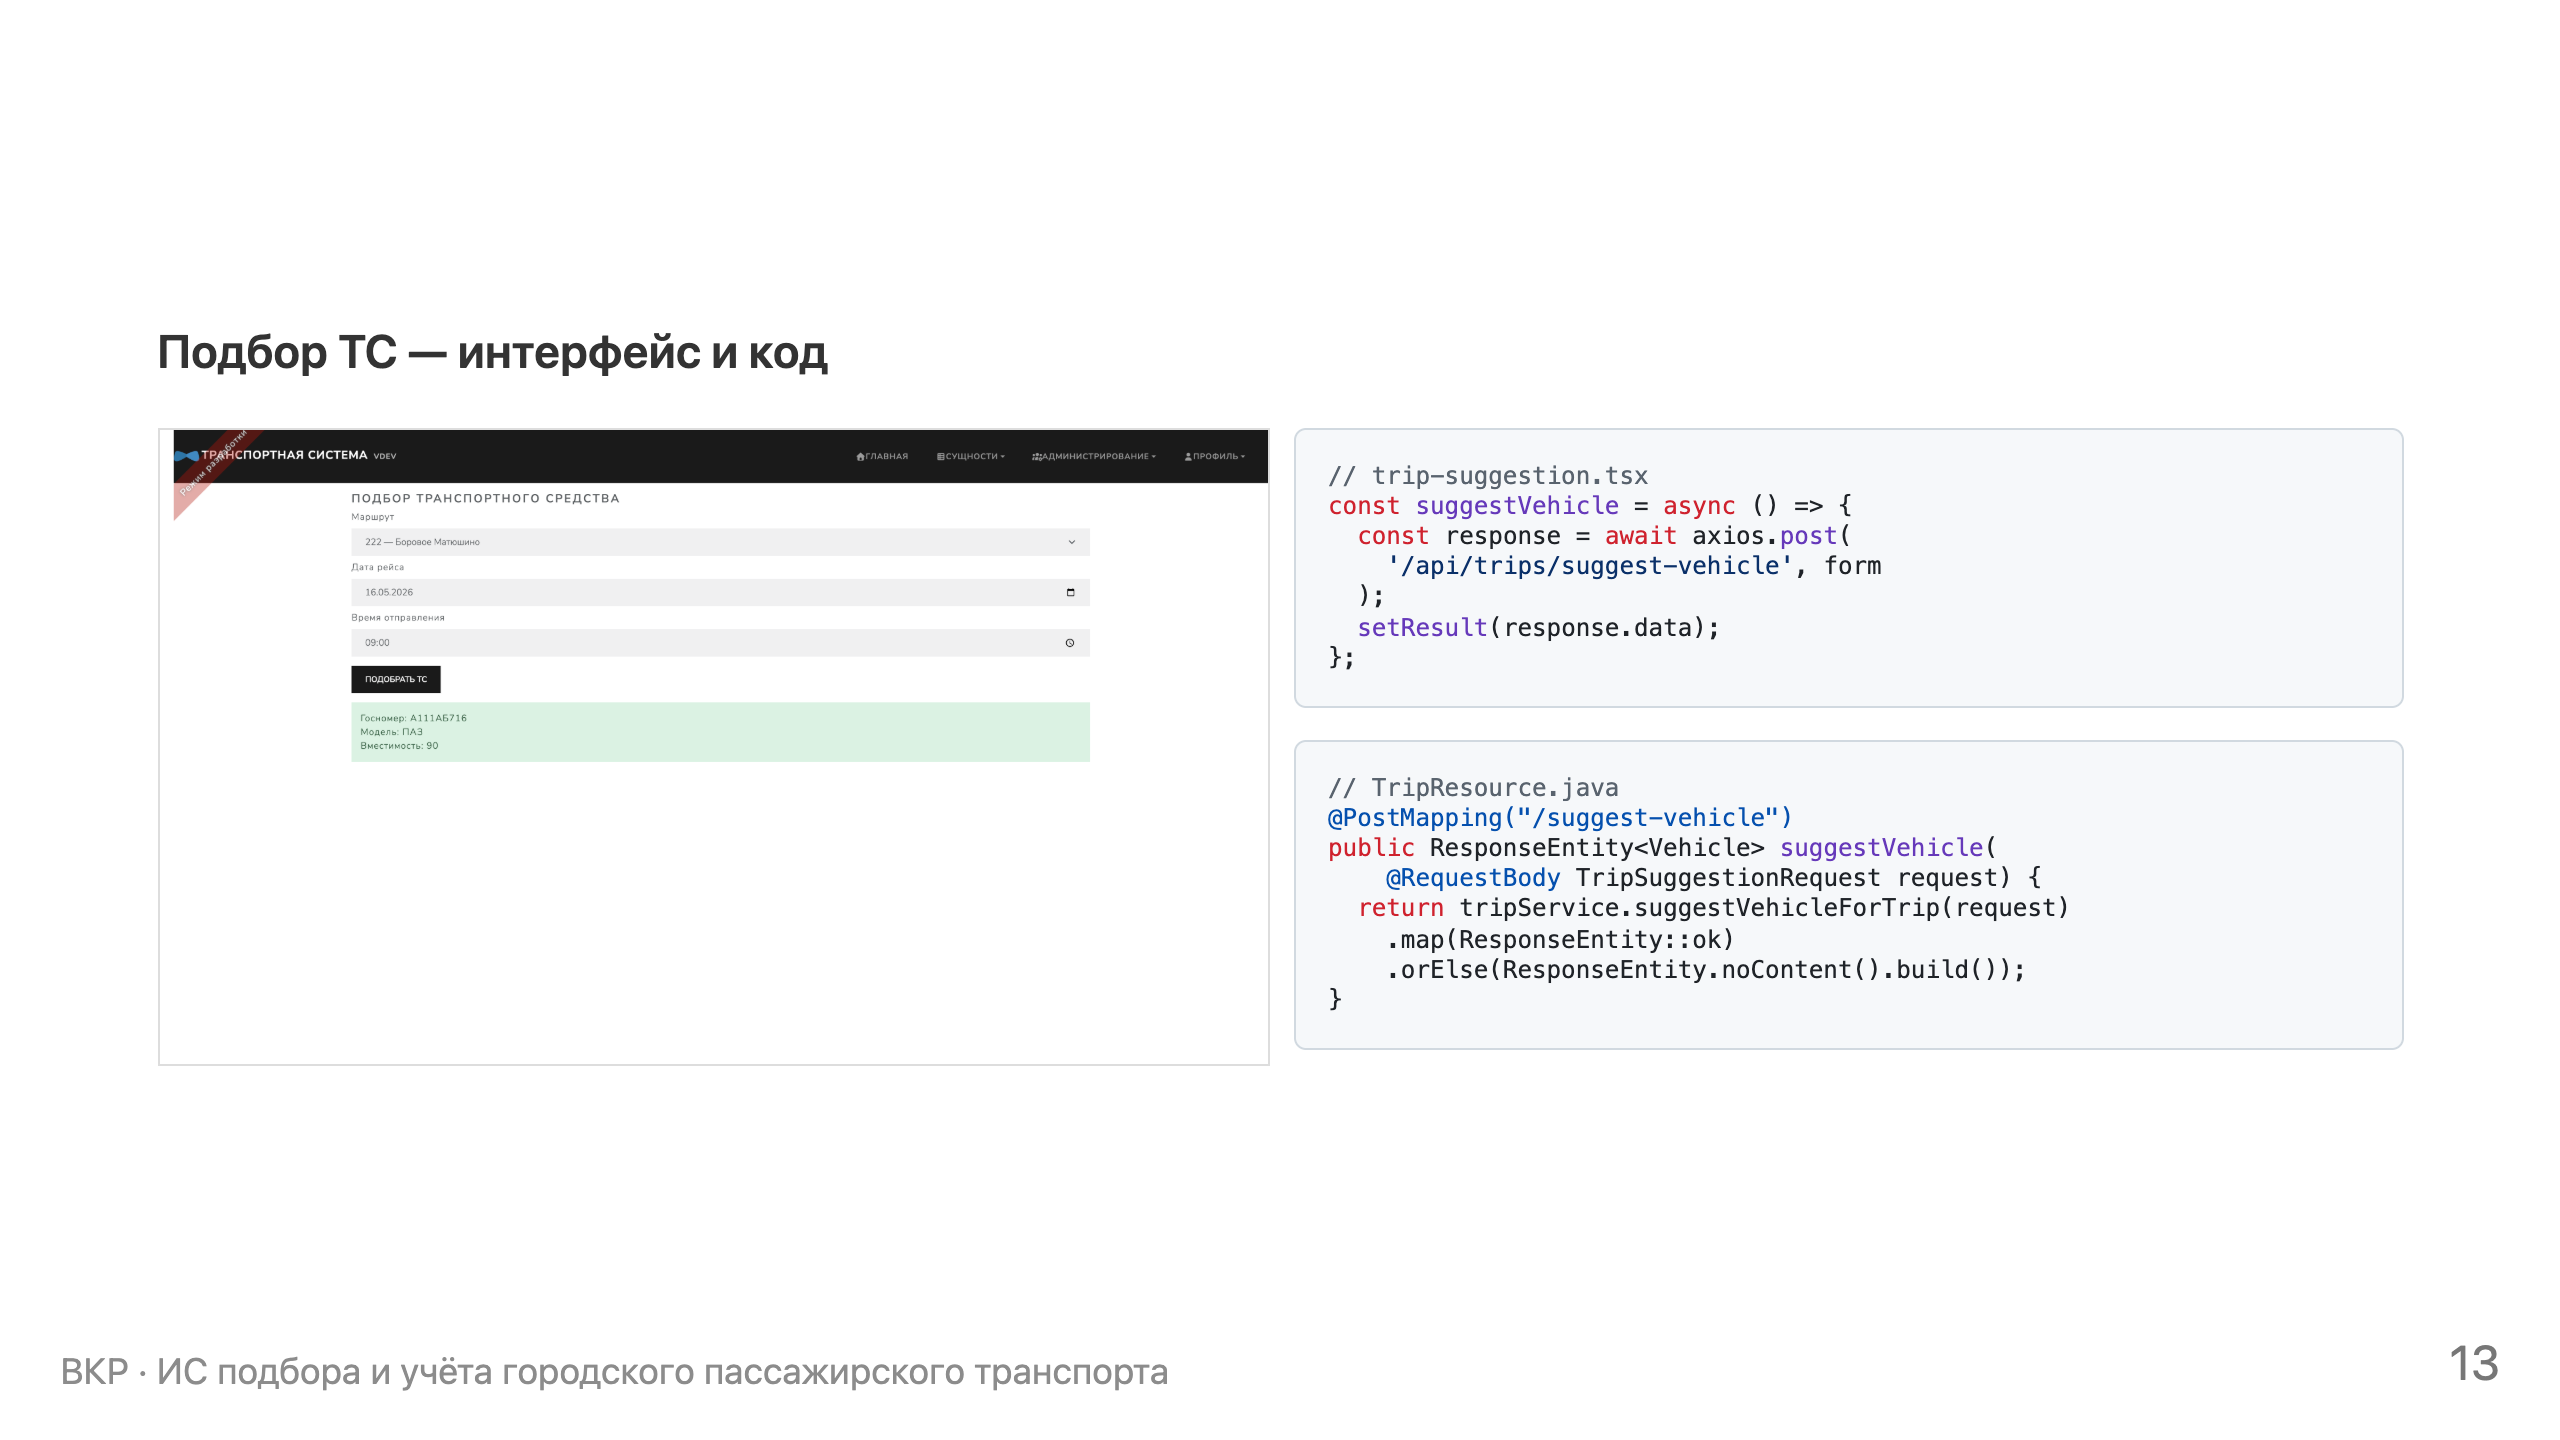 Подбор ТС — интерфейс и код
Режим разработки
ТРАНСПОРТНАЯ СИСТЕМА VDEV
ГЛАВНАЯ
СУЩНОСТИ
АДМИНИСТРИРОВАНИЕ
ПРОФИЛЬ
ПОДБОР ТРАНСПОРТНОГО СРЕДСТВА
Маршрут
222 — Боровое Матюшино
Дата рейса
16.05.2026
Время отправления
09:00
ПОДОБРАТЬ ТС
Госномер: А111АБ716
Модель: ПАЗ
Вместимость: 90
// trip-suggestion.tsx
const suggestVehicle = async () => {
  const response = await axios.post(
    '/api/trips/suggest-vehicle', form
  );
  setResult(response.data);
};
// TripResource.java
@PostMapping("/suggest-vehicle")
public ResponseEntity<Vehicle> suggestVehicle(
    @RequestBody TripSuggestionRequest request) {
  return tripService.suggestVehicleForTrip(request)
    .map(ResponseEntity::ok)
    .orElse(ResponseEntity.noContent().build());
}
ВКР · ИС подбора и учёта городского пассажирского транспорта
13